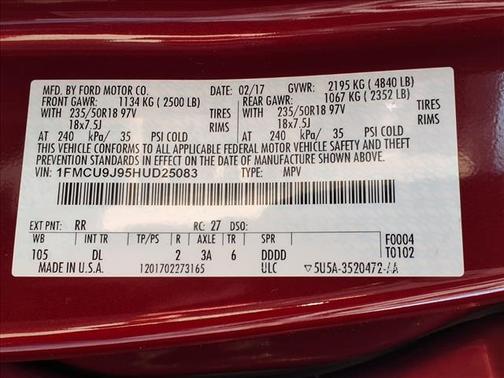 MFD. BY FORD MOTOR CO. 02/17 GVWR: 2195 KG ( 4840 LB)
FRONT GAWR: 1134 KG ( 2500 LB) REAR GAWR: 1067 KG ( 2352 LB)
235/50R18 97V TIRES 235/50R18 97V TIRES
18x7.5J RIMS 18x7.5J RIMS
AT 240 kPa/ 35 PSI COLD AT 240 kPa/ 35 PSI COLD
THIS VEHICLE CONFORMS TO ALL APPLICABLE FEDERAL MOTOR VEHICLE SAFETY AND THEFT
PREVENTION STANDARDS IN EFFECT ON THE DATE OF MANUFACTURE SHOWN ABOVE.
VIN: 1FMCU9J95HUD25083 TYPE: MPV
EXT PNT: RR RC: 27 DSO:
WB INT TR TP/PS R AXLE TR SPR F0004
105 DL 2 3A 6 DDDD T0102
MADE IN U.S.A. 1201702273165 ULC ▽5U5A-3520472-